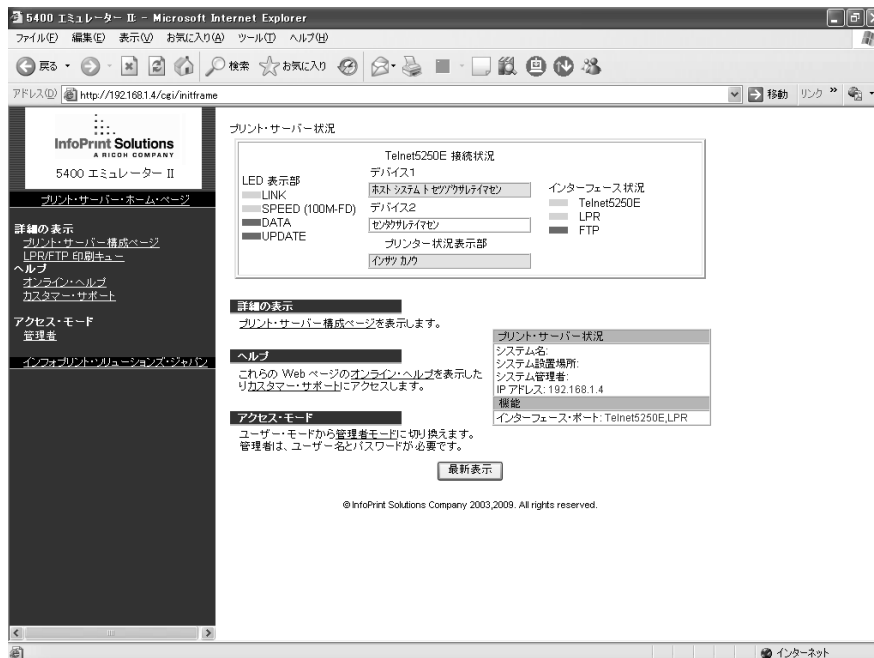 5400 エミュレーター II: - Microsoft Internet Explorer
ファイル(F) 編集(E) 表示(V) お気に入り(A) ツール(T) ヘルプ(H)
戻る 検索 お気に入り
アドレス(D) http://192.168.1.4/cgi/initframe 移動 リンク »
InfoPrint Solutions
A RICOH COMPANY
5400 エミュレーター II
プリント・サーバー・ホーム・ページ
詳細の表示
プリント・サーバー構成ページ
LPR/FTP 印刷キュー
ヘルプ
オンライン・ヘルプ
カスタマー・サポート
アクセス・モード
管理者
インフォプリント・ソリューションズ・ジャパン
プリント・サーバー状況
LED 表示部
LINK
SPEED (100M-FD)
DATA
UPDATE
Telnet5250E 接続状況
デバイス1
ホスト システム ト セツゾクサレテイマセン
デバイス2
センタクサレテイマセン
プリンター状況表示部
インサツ カノウ
インターフェース状況
Telnet5250E
LPR
FTP
詳細の表示
プリント・サーバー構成ページを表示します。
ヘルプ
これらの Web ページのオンライン・ヘルプを表示した
りカスタマー・サポートにアクセスします。
アクセス・モード
ユーザー・モードから管理者モードに切り換えます。
管理者は、ユーザー名とパスワードが必要です。
プリント・サーバー状況
システム名:
システム設置場所:
システム管理者:
IP アドレス: 192.168.1.4
機能
インターフェース・ポート: Telnet5250E,LPR
最新表示
© InfoPrint Solutions Company 2003,2009. All rights reserved.
インターネット